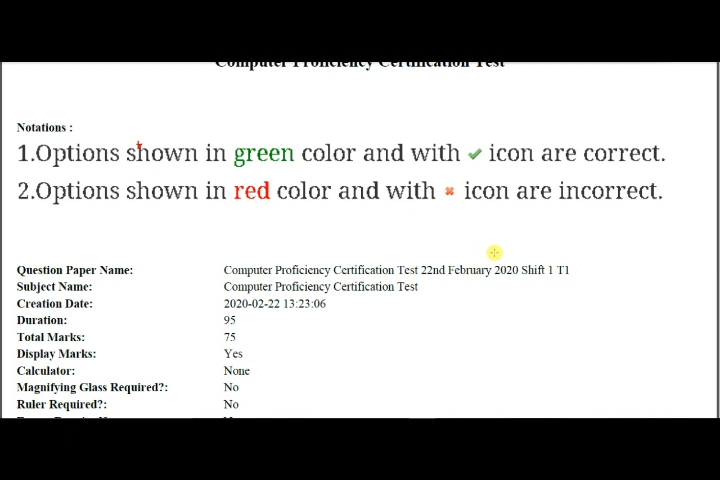 Computer Proficiency Certification Test
Notations :
1.Options shown in green color and with ✔ icon are correct.
2.Options shown in red color and with ✖ icon are incorrect.
Question Paper Name: Computer Proficiency Certification Test 22nd February 2020 Shift 1 T1
Subject Name: Computer Proficiency Certification Test
Creation Date: 2020-02-22 13:23:06
Duration: 95
Total Marks: 75
Display Marks: Yes
Calculator: None
Magnifying Glass Required?: No
Ruler Required?: No